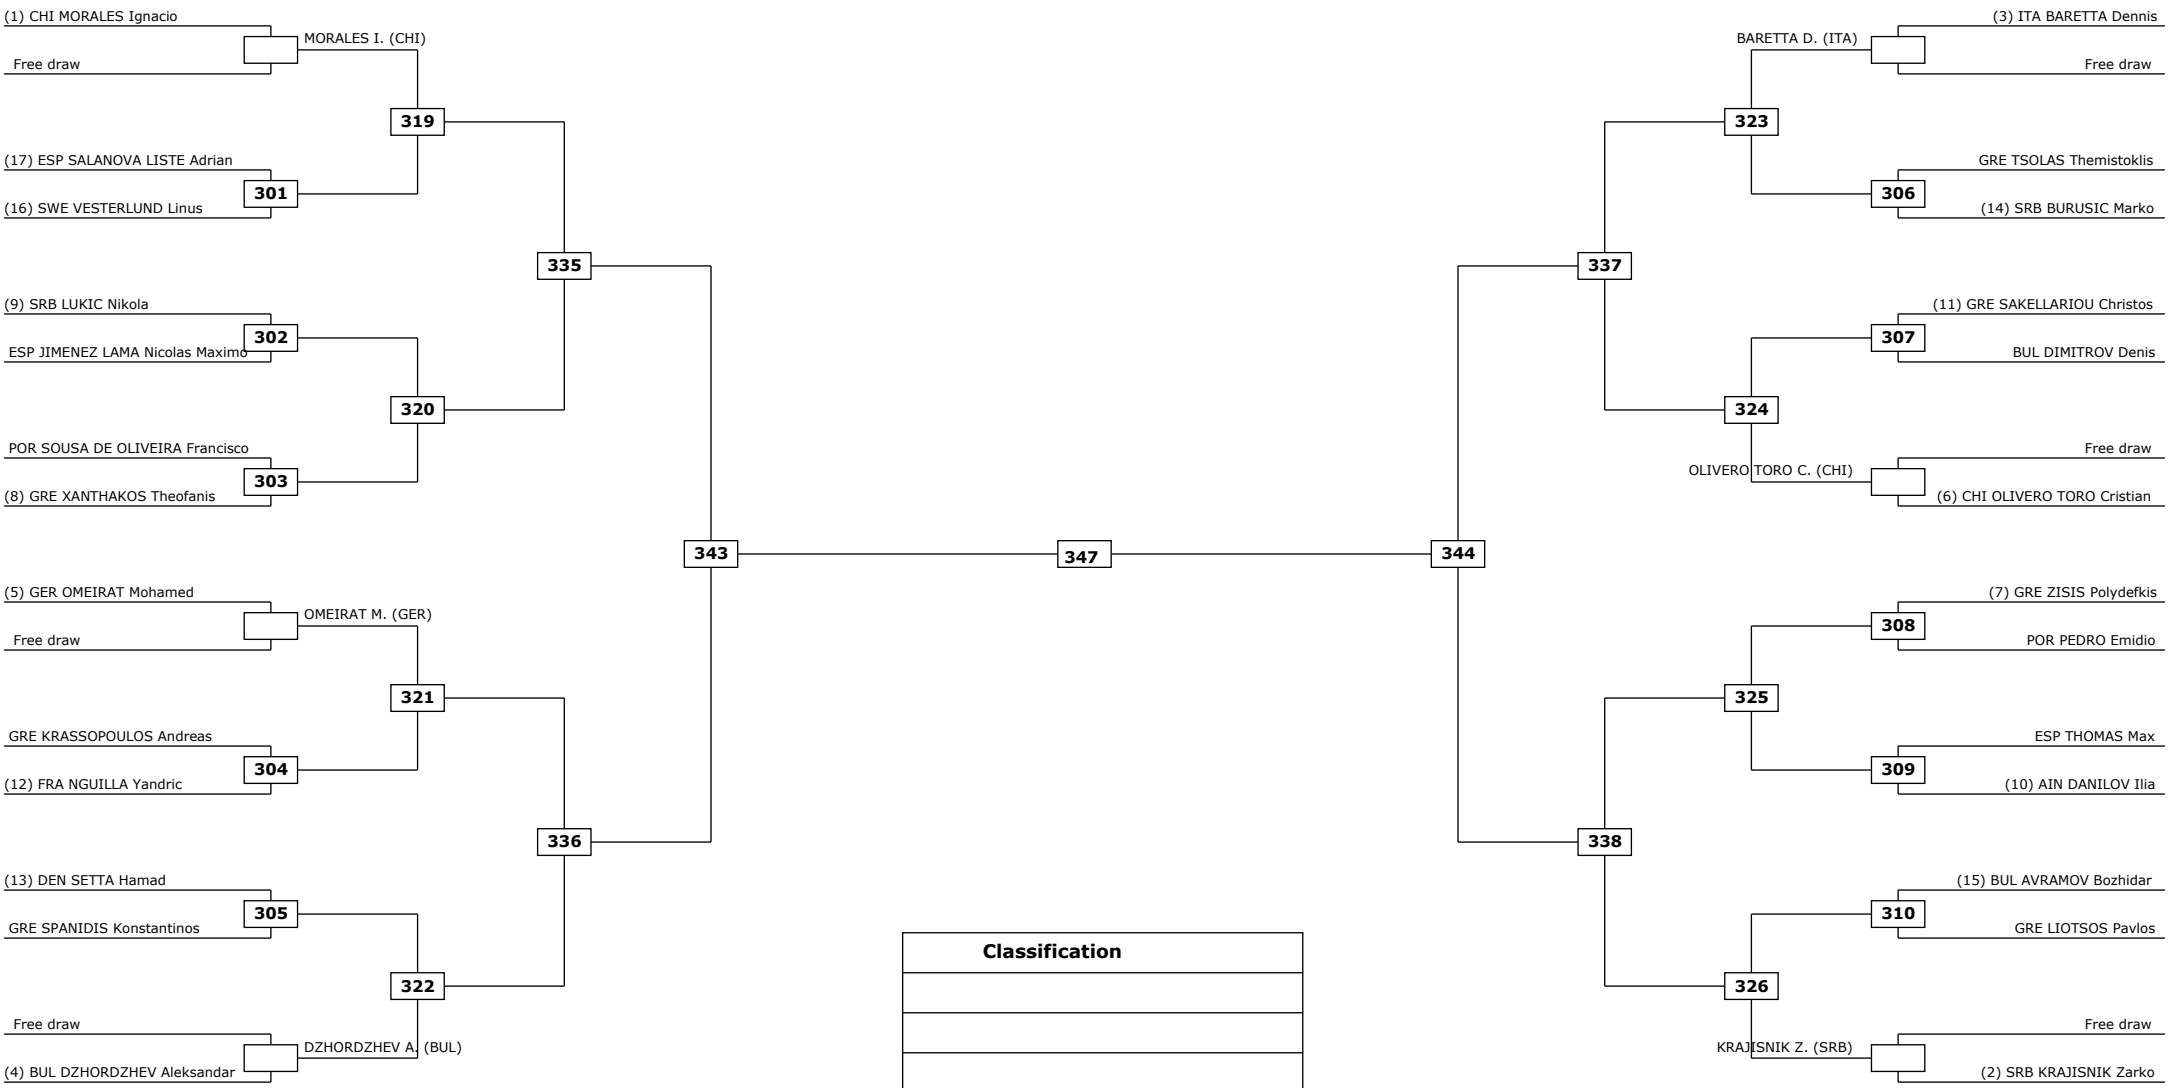 (1) CHI MORALES Ignacio
MORALES I. (CHI)
Free draw
319
(17) ESP SALANOVA LISTE Adrian
301
(16) SWE VESTERLUND Linus
335
(9) SRB LUKIC Nikola
302
ESP JIMENEZ LAMA Nicolas Maximo
320
POR SOUSA DE OLIVEIRA Francisco
303
(8) GRE XANTHAKOS Theofanis
343
(5) GER OMEIRAT Mohamed
OMEIRAT M. (GER)
Free draw
321
GRE KRASSOPOULOS Andreas
304
(12) FRA NGUILLA Yandric
336
(13) DEN SETTA Hamad
305
GRE SPANIDIS Konstantinos
322
Free draw
DZHORDZHEV A. (BUL)
(4) BUL DZHORDZHEV Aleksandar
347
(3) ITA BARETTA Dennis
BARETTA D. (ITA)
Free draw
323
GRE TSOLAS Themistoklis
306
(14) SRB BURUSIC Marko
337
(11) GRE SAKELLARIOU Christos
307
BUL DIMITROV Denis
324
Free draw
OLIVERO TORO C. (CHI)
(6) CHI OLIVERO TORO Cristian
344
(7) GRE ZISIS Polydefkis
308
POR PEDRO Emidio
325
ESP THOMAS Max
309
(10) AIN DANILOV Ilia
338
(15) BUL AVRAMOV Bozhidar
310
GRE LIOTSOS Pavlos
326
Free draw
KRAJISNIK Z. (SRB)
(2) SRB KRAJISNIK Zarko
Classification